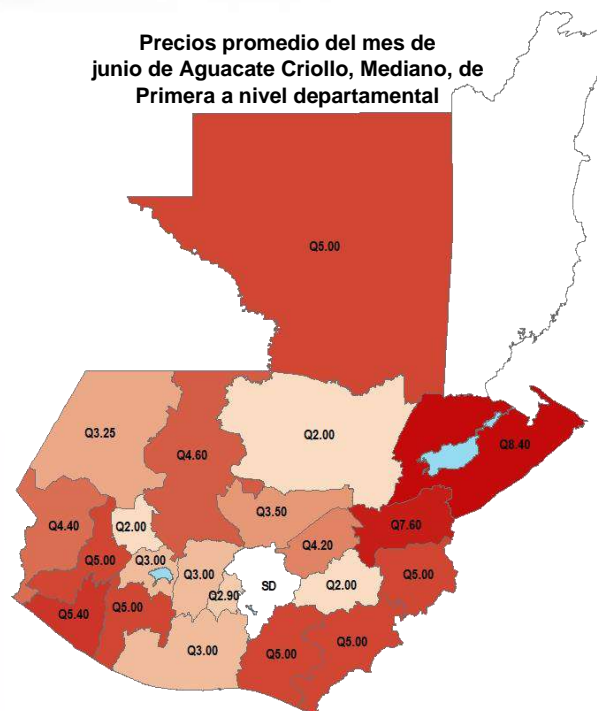 Precios promedio del mes de
junio de Aguacate Criollo, Mediano, de
Primera a nivel departamental
Q5.00
Q3.25
Q4.60
Q2.00
Q8.40
Q4.40
Q2.00
Q3.50
Q7.60
Q5.00
Q3.00
Q3.00
Q4.20
Q5.00
Q5.40
Q5.00
Q2.90
SD
Q2.00
Q3.00
Q5.00
Q5.00